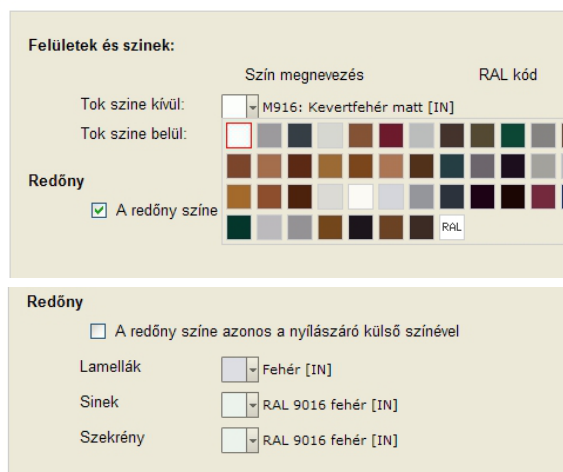 Felületek és szinek:
Szín megnevezés RAL kód
Tok szine kívül: M916: Kevertfehér matt [IN]
Tok szine belül:
Redőny
A redőny színe
RAL
Redőny
A redőny színe azonos a nyílászáró külső színével
Lamellák Fehér [IN]
Sinek RAL 9016 fehér [IN]
Szekrény RAL 9016 fehér [IN]